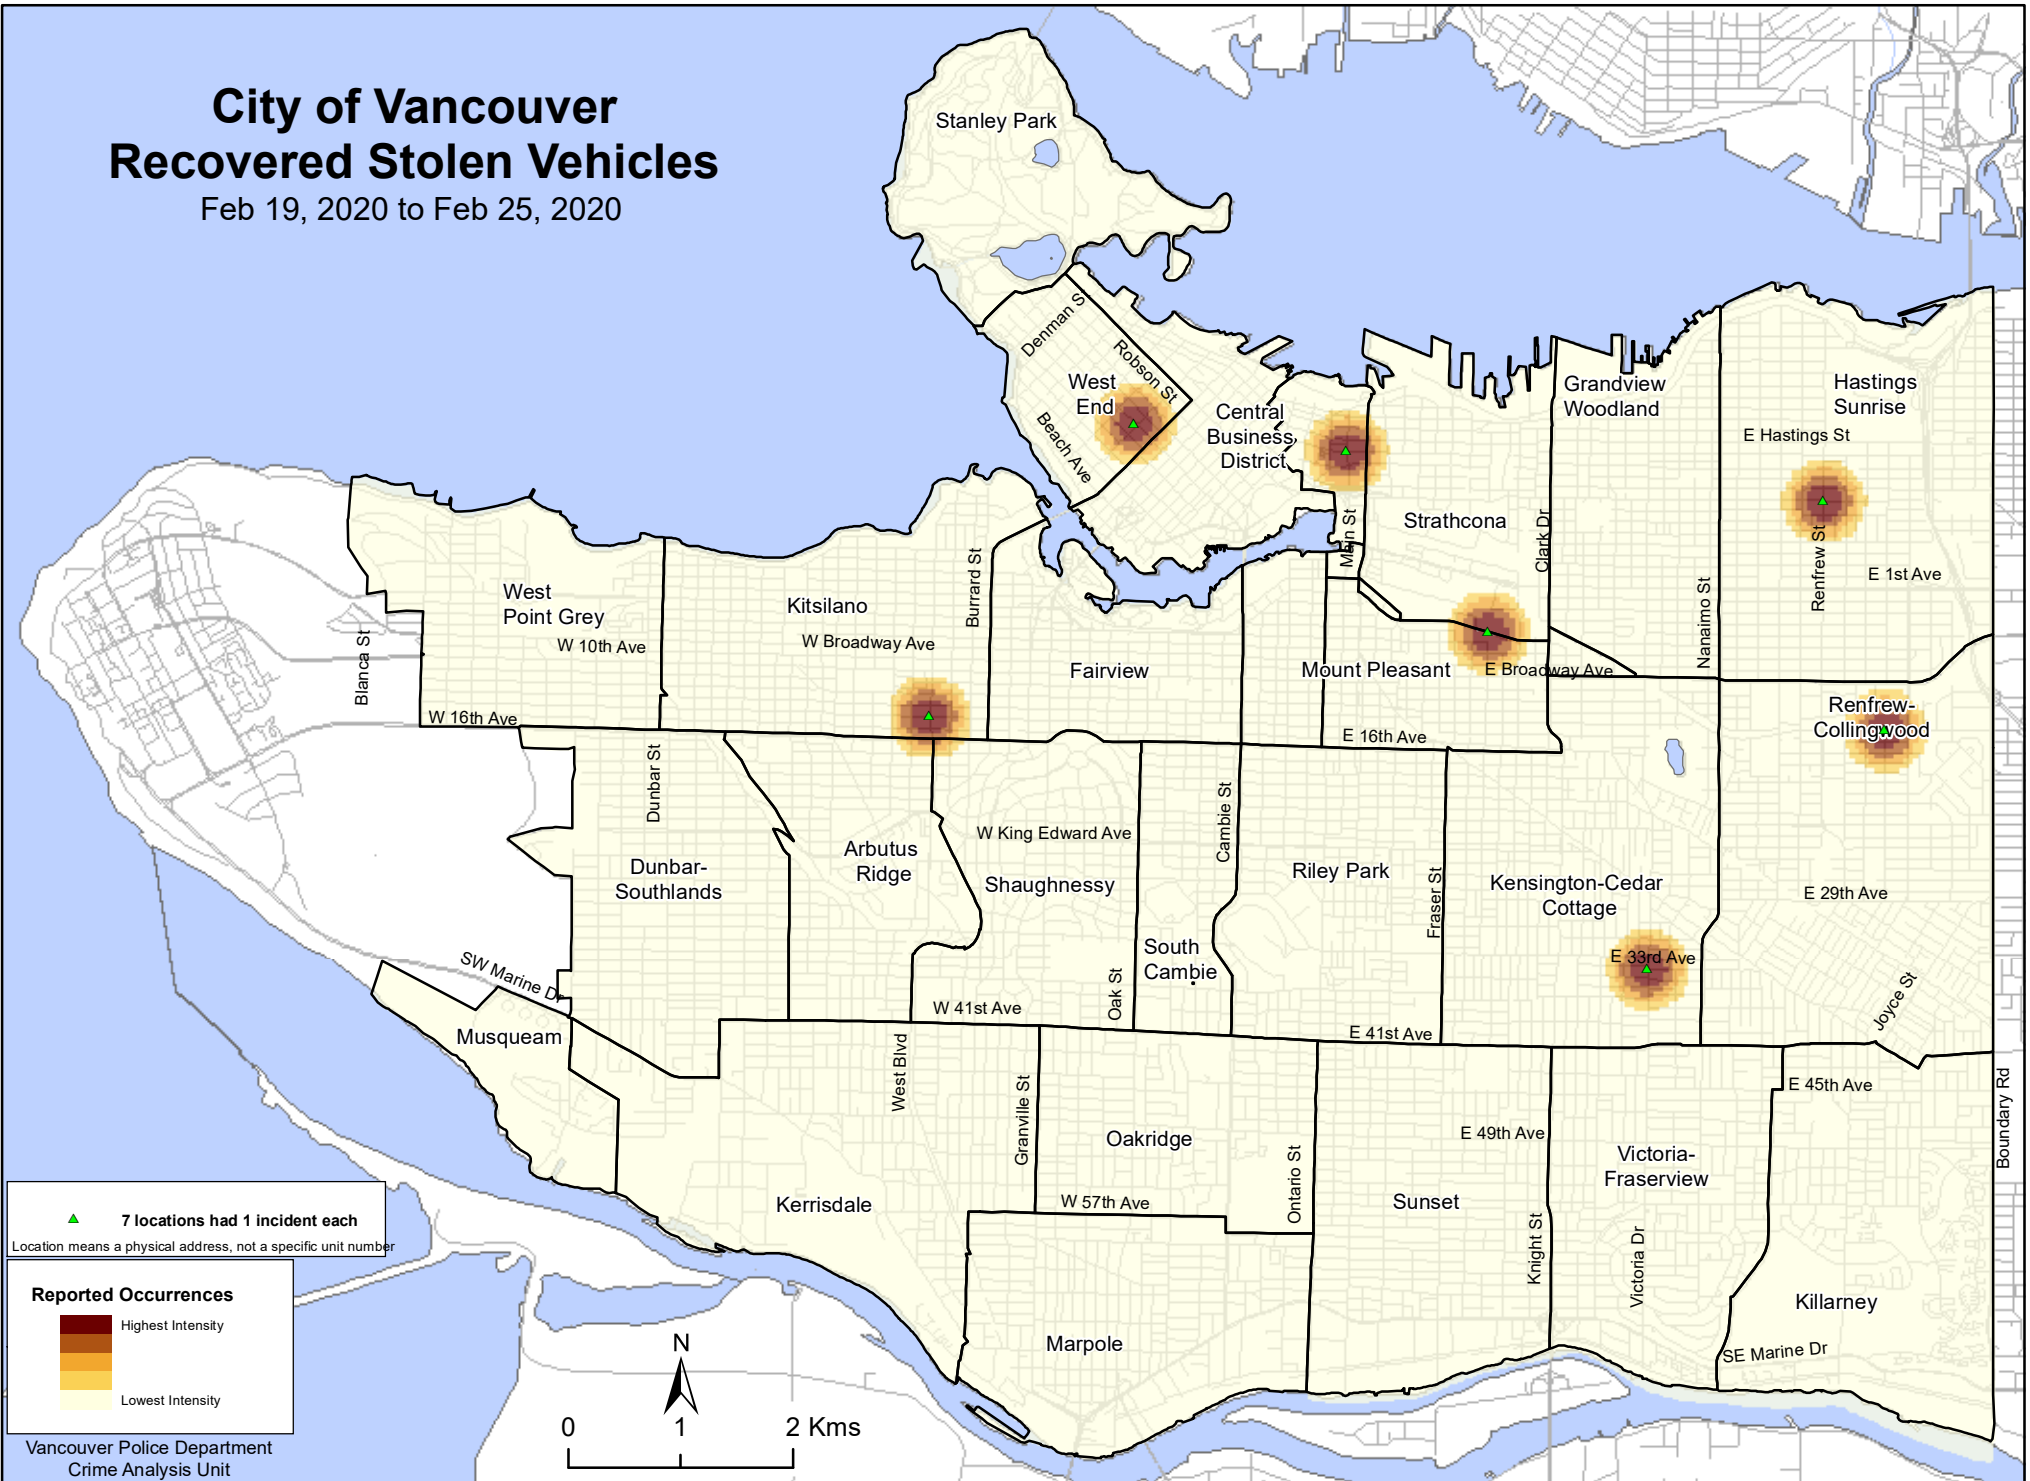 City of Vancouver
Recovered Stolen Vehicles
Feb 19, 2020 to Feb 25, 2020
Stanley Park
Denman S
Robson St
West
End
Beach Ave
Central
Business
District
Grandview
Woodland
Hastings
Sunrise
E Hastings St
Strathcona
Main St
Clark Dr
Nanaimo St
Renfrew St
E 1st Ave
West
Point Grey
W 10th Ave
Blanca St
W 16th Ave
Kitsilano
W Broadway Ave
Burrard St
Fairview
Mount Pleasant
E Broadway Ave
E 16th Ave
Renfrew-
Collingwood
Dunbar St
Dunbar-
Southlands
Arbutus
Ridge
W King Edward Ave
Shaughnessy
Cambie St
South
Cambie
Oak St
Riley Park
Fraser St
Kensington-Cedar
Cottage
E 33rd Ave
E 29th Ave
Joyce St
SW Marine Dr
Musqueam
W 41st Ave
E 41st Ave
West Blvd
Granville St
Oakridge
W 57th Ave
Ontario St
Kerrisdale
Marpole
Sunset
E 49th Ave
Knight St
Victoria-
Fraserview
Victoria Dr
E 45th Ave
Boundary Rd
Killarney
SE Marine Dr
7 locations had 1 incident each
Location means a physical address, not a specific unit number
Reported Occurrences
Highest Intensity
Lowest Intensity
Vancouver Police Department
Crime Analysis Unit
N
0 1 2 Kms